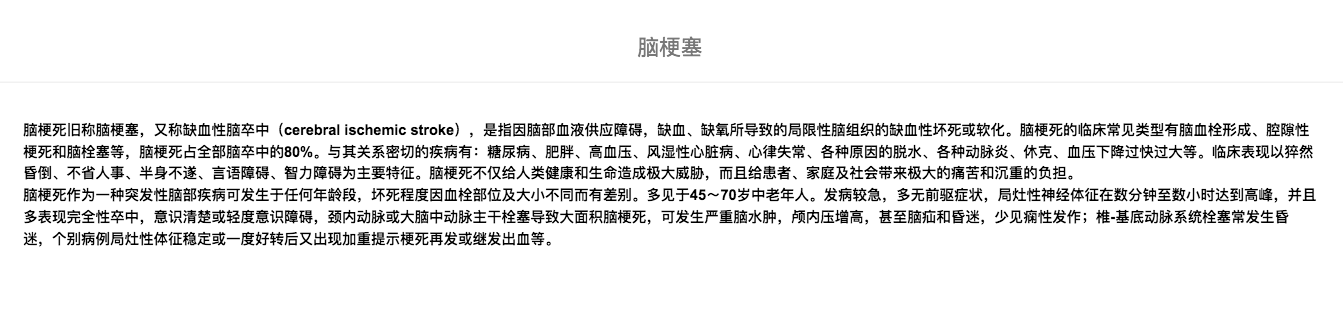 脑梗塞
脑梗死旧称脑梗塞，又称缺血性脑卒中（cerebral ischemic stroke），是指因脑部血液供应障碍，缺血、缺氧所导致的局限性脑组织的缺血性坏死或软化。脑梗死的临床常见类型有脑血栓形成、腔隙性
梗死和脑栓塞等，脑梗死占全部脑卒中的80%。与其关系密切的疾病有：糖尿病、肥胖、高血压、风湿性心脏病、心律失常、各种原因的脱水、各种动脉炎、休克、血压下降过快过大等。临床表现以猝然
昏倒、不省人事、半身不遂、言语障碍、智力障碍为主要特征。脑梗死不仅给人类健康和生命造成极大威胁，而且给患者、家庭及社会带来极大的痛苦和沉重的负担。
脑梗死作为一种突发性脑部疾病可发生于任何年龄段，坏死程度因血栓部位及大小不同而有差别。多见于45～70岁中老年人。发病较急，多无前驱症状，局灶性神经体征在数分钟至数小时达到高峰，并且
多表现完全性卒中，意识清楚或轻度意识障碍，颈内动脉或大脑中动脉主干栓塞导致大面积脑梗死，可发生严重脑水肿，颅内压增高，甚至脑疝和昏迷，少见痫性发作；椎-基底动脉系统栓塞常发生昏
迷，个别病例局灶性体征稳定或一度好转后又出现加重提示梗死再发或继发出血等。